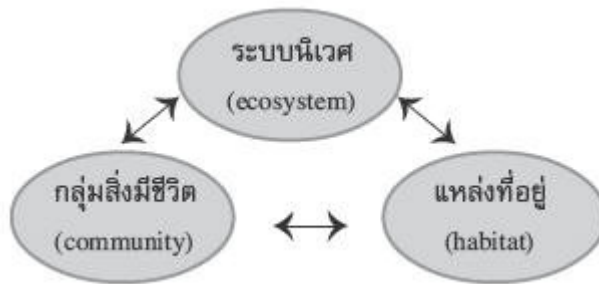 ระบบนิเวศ
(ecosystem)
กลุ่มสิ่งมีชีวิต
(community)
แหล่งที่อยู่
(habitat)